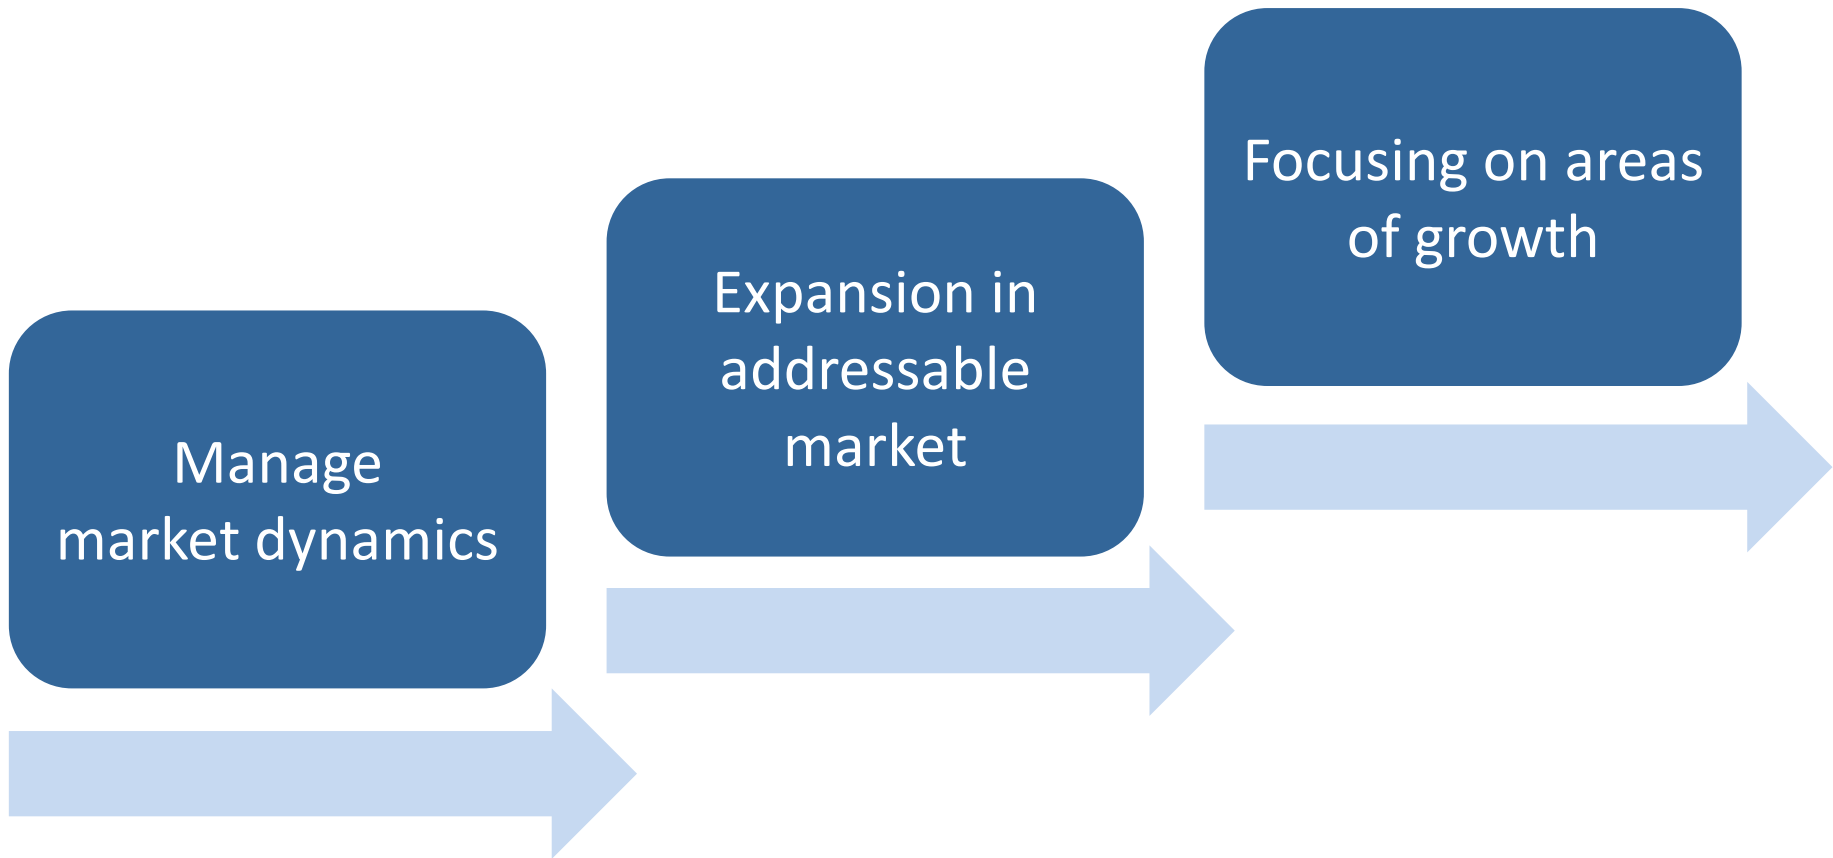 Manage
market dynamics
Expansion in
addressable
market
Focusing on areas
of growth